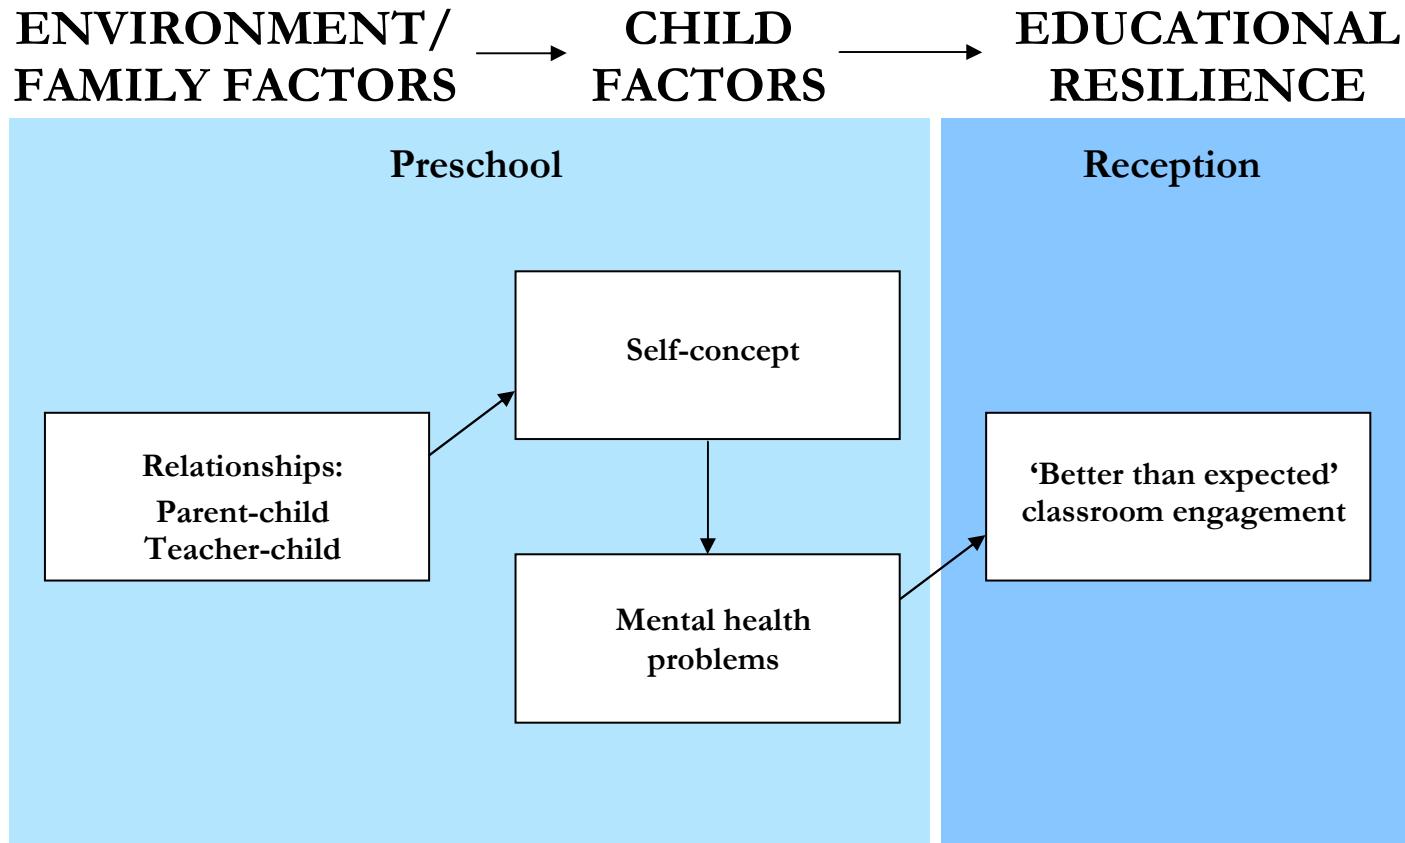 ENVIRONMENT/
FAMILY FACTORS
CHILD
FACTORS
EDUCATIONAL
RESILIENCE
Preschool
Reception
Relationships:
Parent-child
Teacher-child
Self-concept
Mental health
problems
‘Better than expected’
classroom engagement